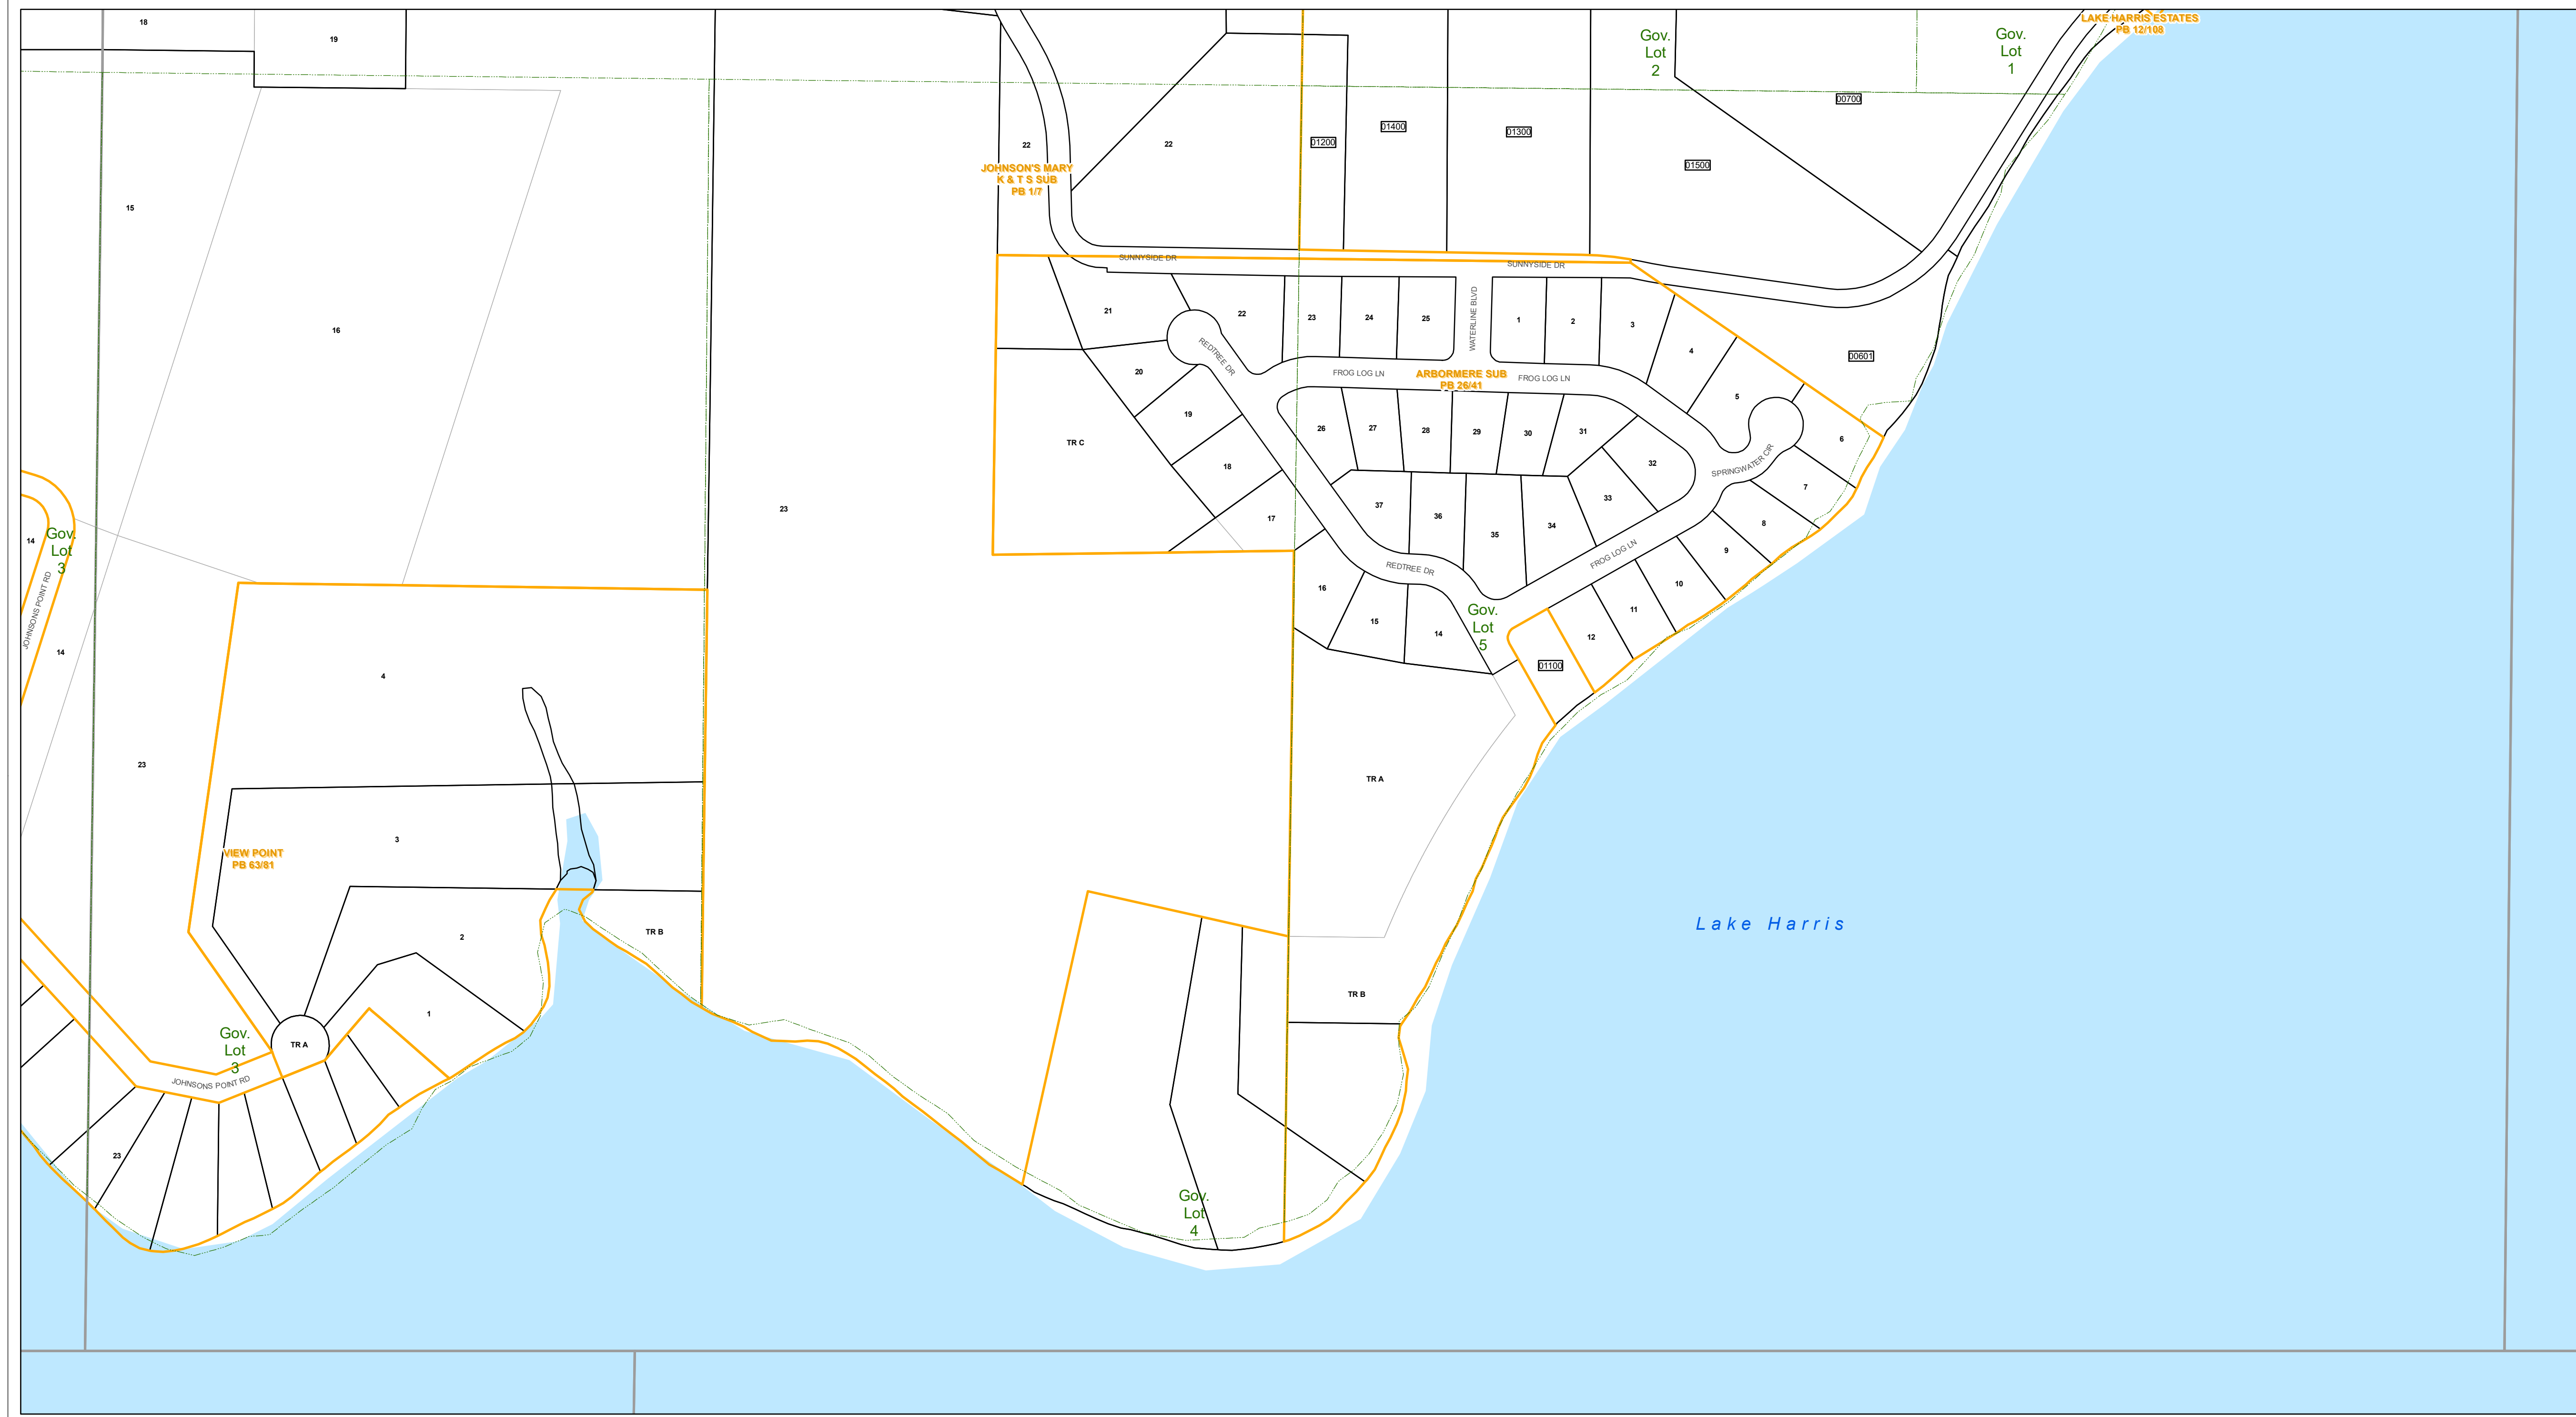 18
19
LAKE HARRIS ESTATES
PB 12/108
Gov.
Lot
2
Gov.
Lot
1
00700
01400
01300
01200
01500
22
22
JOHNSON'S MARY
K & T S SUB
PB 1/7
15
16
SUNNYSIDE DR
SUNNYSIDE DR
21
22
23
24
25
WATERLINE BLVD
1
2
3
4
00601
REDTREE DR
20
FROG LOG LN
ARBORMERE SUB
PB 26/41
FROG LOG LN
5
19
26
27
28
29
30
31
6
TR C
18
32
SPRINGWATER CIR
7
33
23
37
36
35
34
17
8
14
Gov.
Lot
3
JOHNSONS POINT RD
FROG LOG LN
9
REDTREE DR
16
10
Gov.
Lot
5
11
15
14
12
14
01100
4
23
TR A
3
VIEW POINT
PB 63/81
Lake Harris
2
TR B
TR B
1
Gov.
Lot
3
TR A
JOHNSONS POINT RD
23
Gov.
Lot
4